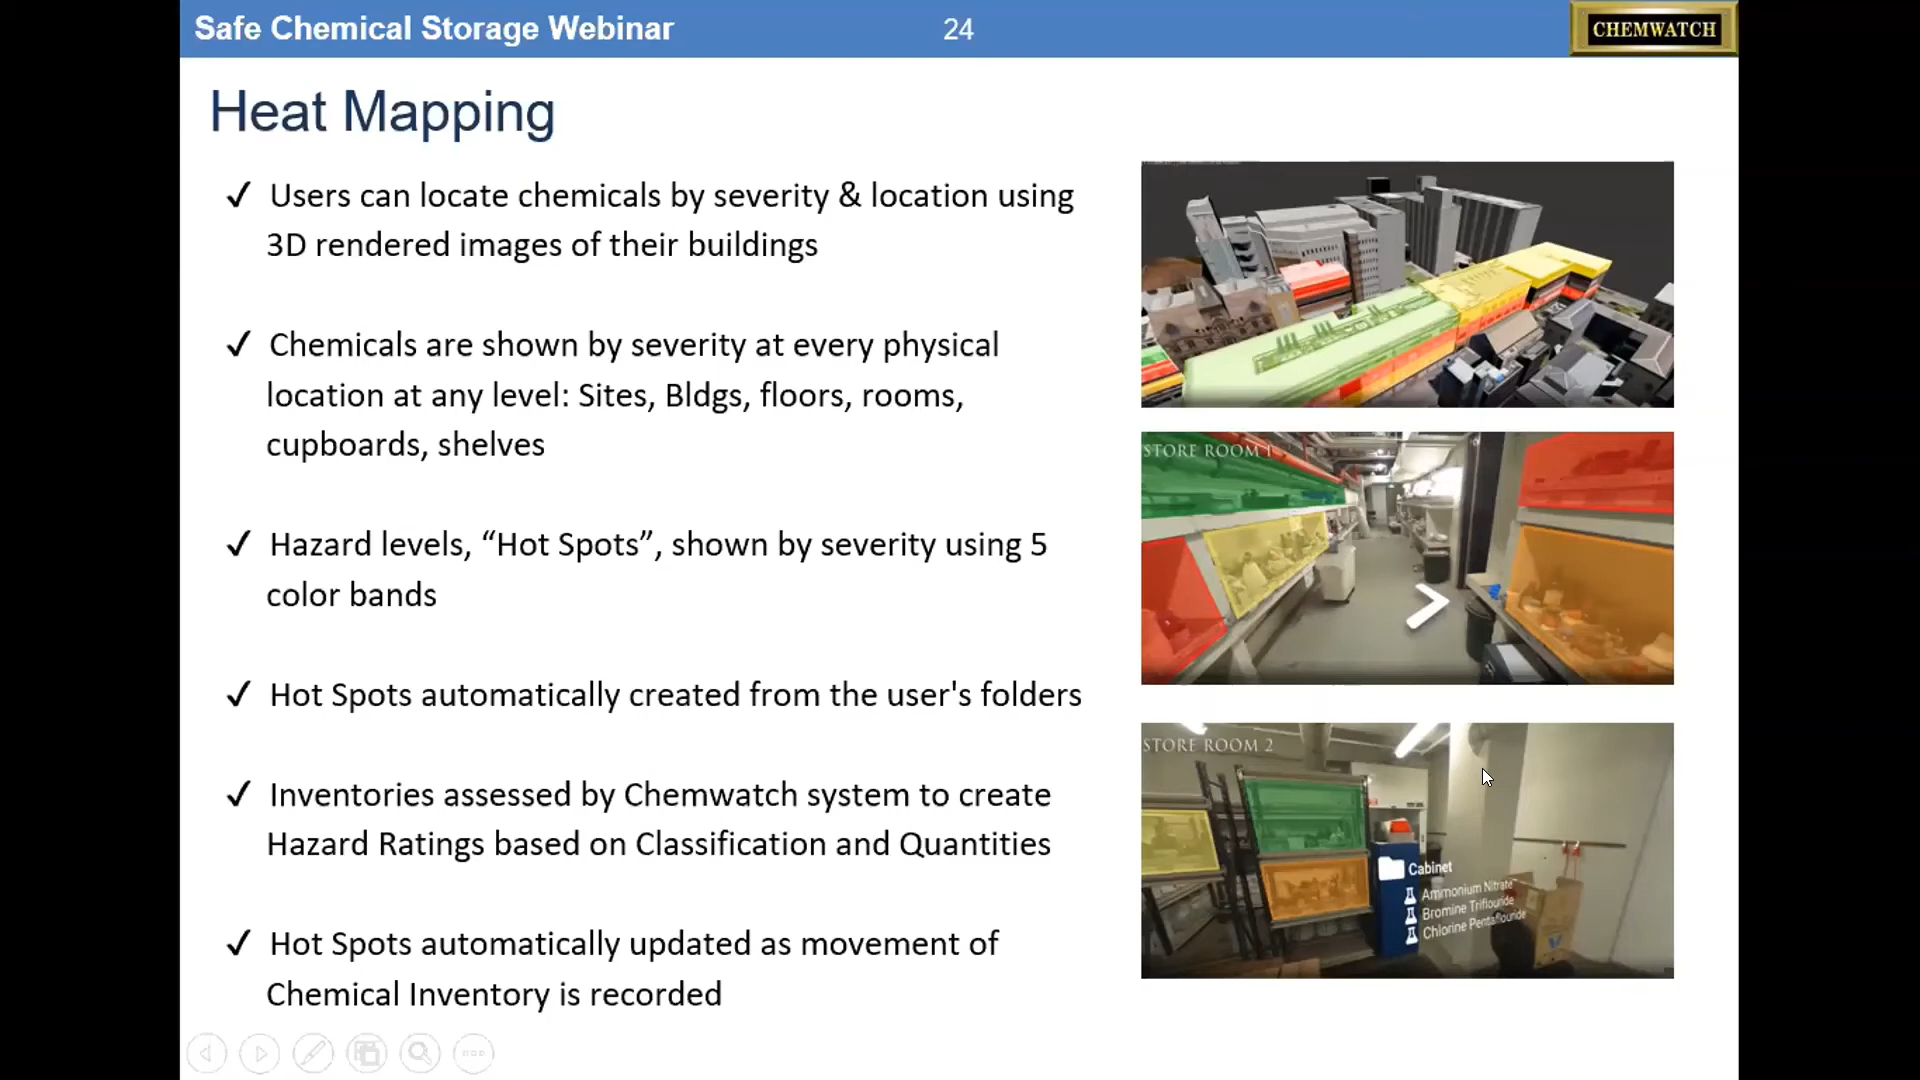 Safe Chemical Storage Webinar
24
CHEMWATCH
Heat Mapping
✓ Users can locate chemicals by severity & location using
3D rendered images of their buildings
✓ Chemicals are shown by severity at every physical
location at any level: Sites, Bldgs, floors, rooms,
cupboards, shelves
✓ Hazard levels, “Hot Spots”, shown by severity using 5
color bands
✓ Hot Spots automatically created from the user's folders
✓ Inventories assessed by Chemwatch system to create
Hazard Ratings based on Classification and Quantities
✓ Hot Spots automatically updated as movement of
Chemical Inventory is recorded
STORE ROOM 1
STORE ROOM 2
Cabinet
Ammonium Nitrate
Bromine Triflouride
Chlorine Pentaflouride